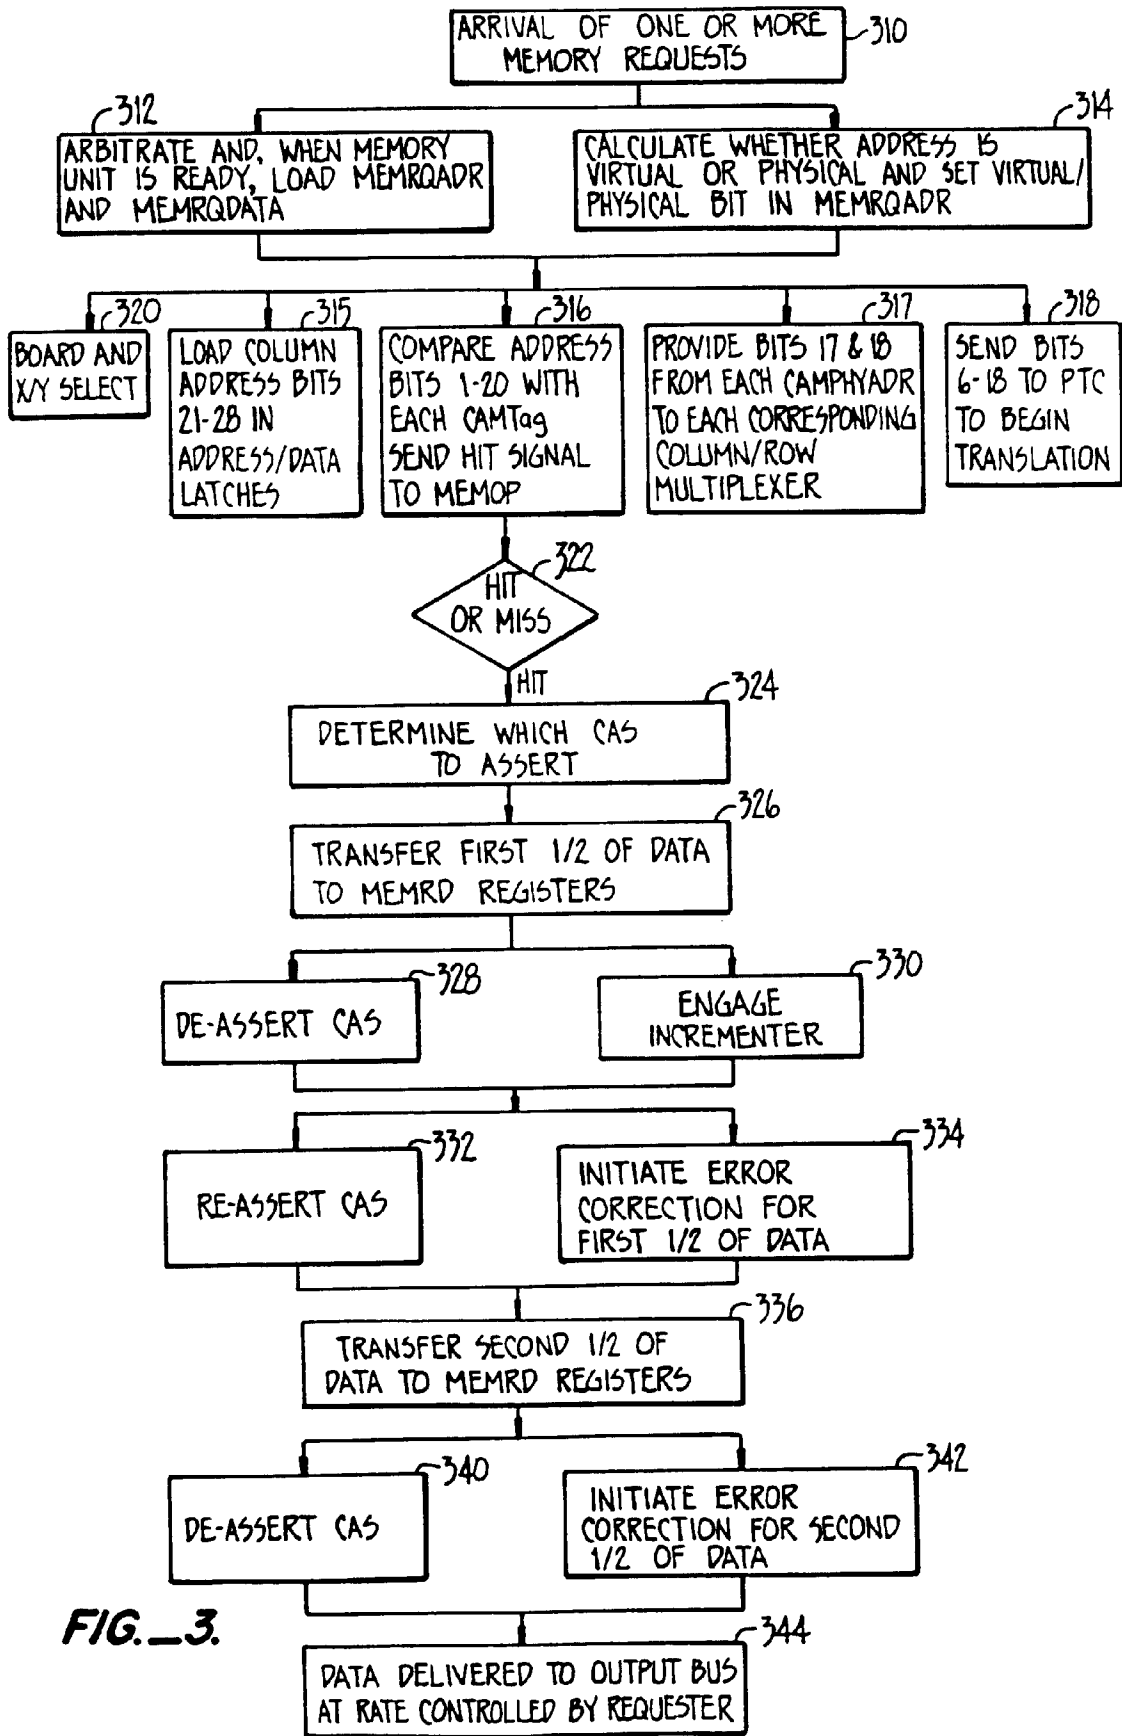 ARRIVAL OF ONE OR MORE
MEMORY REQUESTS
310
312
ARBITRATE AND, WHEN MEMORY
UNIT IS READY, LOAD MEMRQADR
AND MEMRQDATA
314
CALCULATE WHETHER ADDRESS IS
VIRTUAL OR PHYSICAL AND SET VIRTUAL/
PHYSICAL BIT IN MEMRQADR
320
BOARD AND
X/Y SELECT
315
LOAD COLUMN
ADDRESS BITS
21-28 IN
ADDRESS/DATA
LATCHES
316
COMPARE ADDRESS
BITS 1-20 WITH
EACH CAMTag
SEND HIT SIGNAL
TO MEMOP
317
PROVIDE BITS 17 & 18
FROM EACH CAMPHYADR
TO EACH CORRESPONDING
COLUMN/ROW
MULTIPLEXER
318
SEND BITS
6-18 TO PTC
TO BEGIN
TRANSLATION
322
HIT
OR MISS
HIT
324
DETERMINE WHICH CAS
TO ASSERT
326
TRANSFER FIRST 1/2 OF DATA
TO MEMRD REGISTERS
328
DE-ASSERT CAS
330
ENGAGE
INCREMENTER
332
RE-ASSERT CAS
334
INITIATE ERROR
CORRECTION FOR
FIRST 1/2 OF DATA
336
TRANSFER SECOND 1/2 OF
DATA TO MEMRD REGISTERS
340
DE-ASSERT CAS
342
INITIATE ERROR
CORRECTION FOR SECOND
1/2 OF DATA
344
DATA DELIVERED TO OUTPUT BUS
AT RATE CONTROLLED BY REQUESTER
FIG._3.